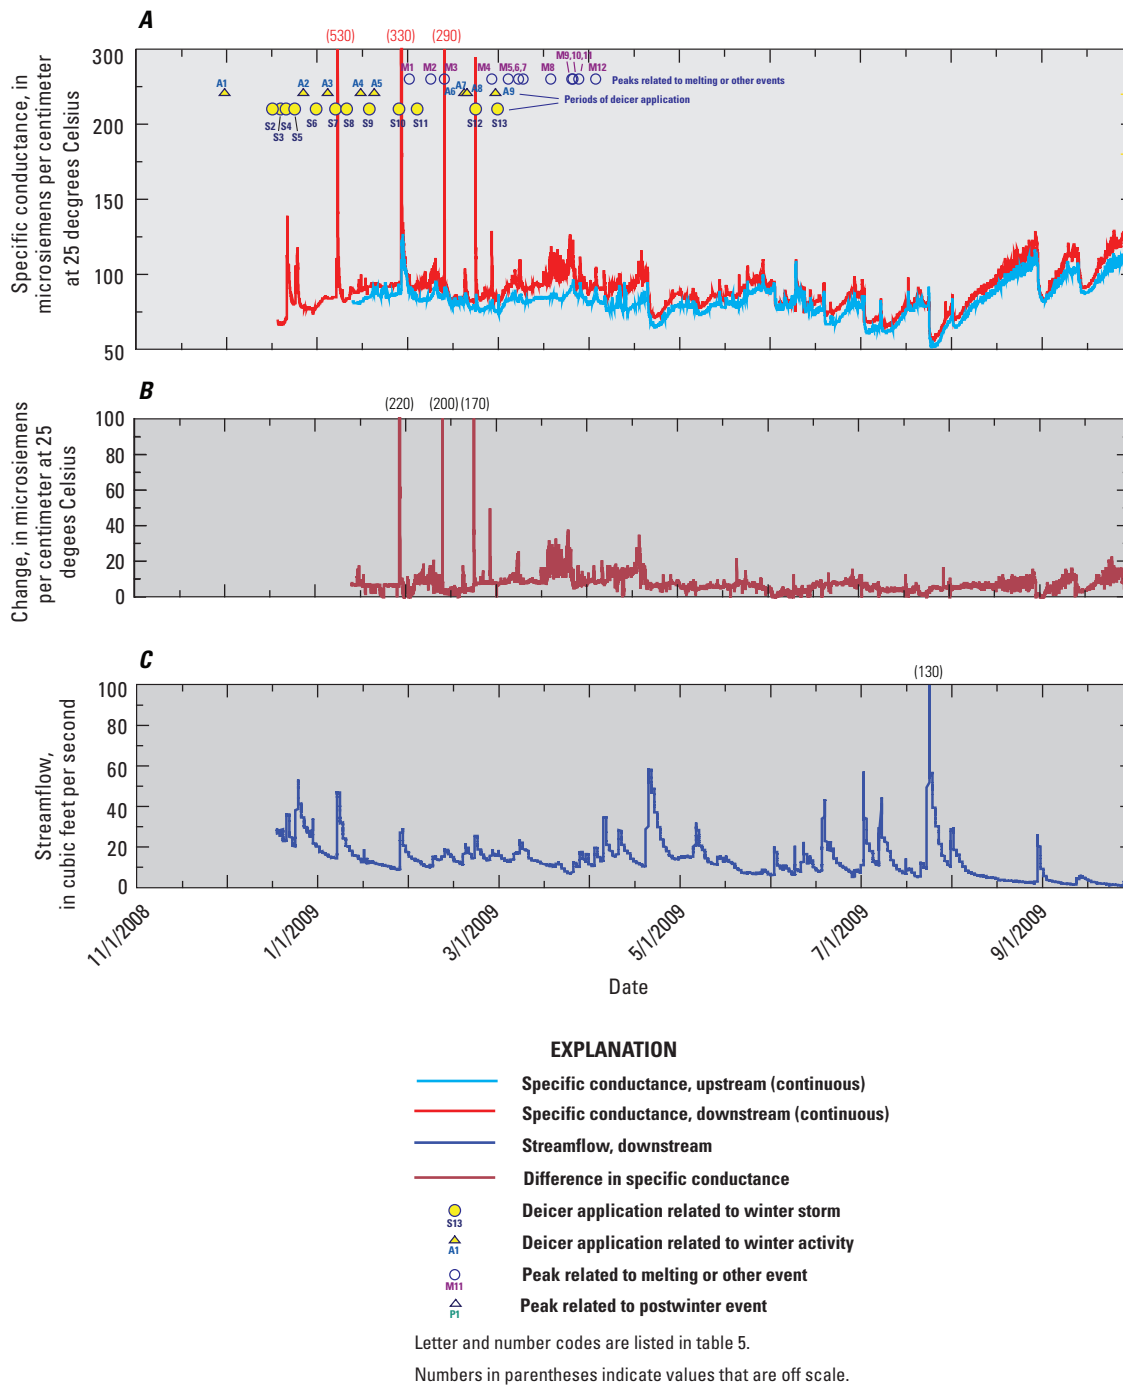 A
(530)
(330)
(290)
Specific conductance, in
microsiemens per centimeter
at 25 decgrees Celsius
300
200
150
100
50
M1
M2
M3
M4
M5,6,7
M8
M9,10,11
M12
Peaks related to melting or other events
A1
A2
A3
A4
A5
A6
A7
A8
A9
Periods of deicer application
S2
S3
S4
S5
S6
S7
S8
S9
S10
S11
S12
S13
B
(220)
(200)
(170)
Change, in microsiemens
per centimeter at 25
degees Celsius
100
80
60
40
20
0
C
(130)
Streamflow,
in cubic feet per second
100
80
60
40
20
0
11/1/2008
1/1/2009
3/1/2009
5/1/2009
7/1/2009
9/1/2009
Date
EXPLANATION
Specific conductance, upstream (continuous)
Specific conductance, downstream (continuous)
Streamflow, downstream
Difference in specific conductance
Deicer application related to winter storm
S13
Deicer application related to winter activity
A1
Peak related to melting or other event
M11
Peak related to postwinter event
P1
Letter and number codes are listed in table 5.
Numbers in parentheses indicate values that are off scale.